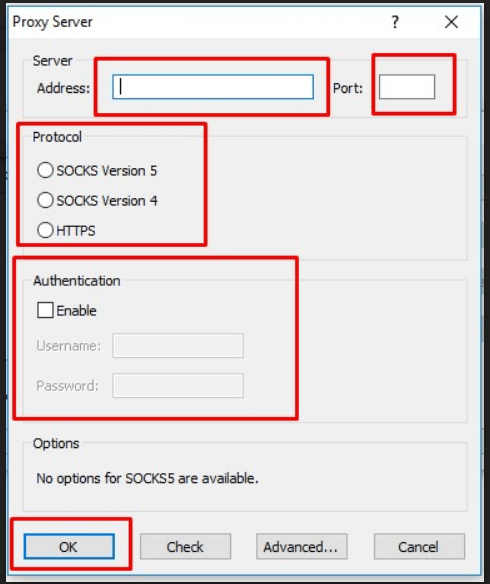 Proxy Server ?
Server
Address: Port:
Protocol
SOCKS Version 5
SOCKS Version 4
HTTPS
Authentication
Enable
Username:
Password:
Options
No options for SOCKS5 are available.
OK Check Advanced... Cancel